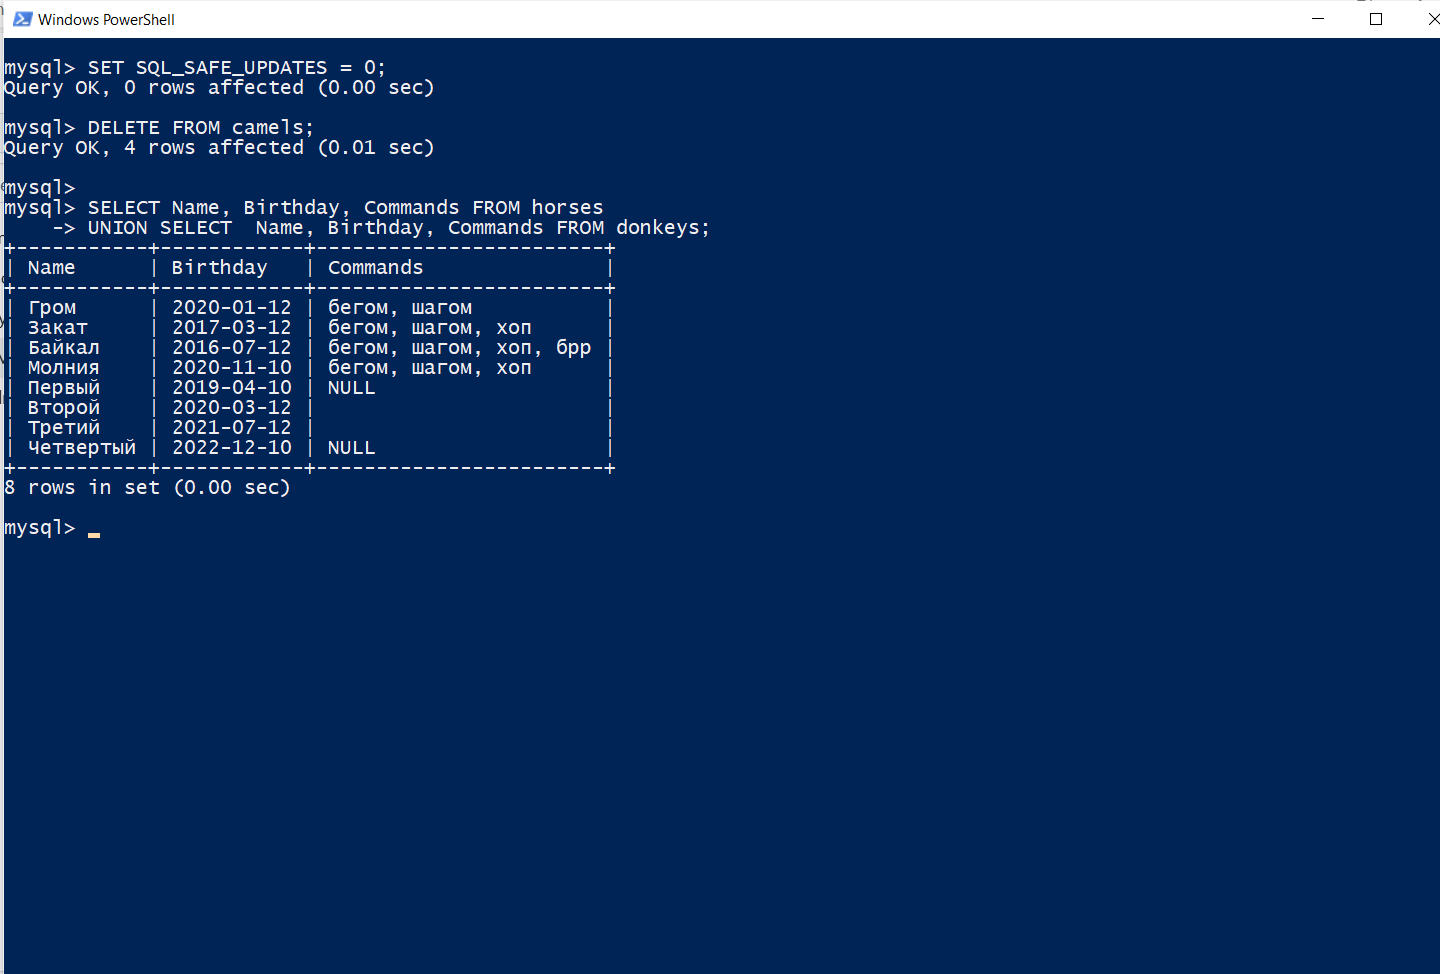 Windows PowerShell
mysql> SET SQL_SAFE_UPDATES = 0;
Query OK, 0 rows affected (0.00 sec)
mysql> DELETE FROM camels;
Query OK, 4 rows affected (0.01 sec)
mysql>
mysql> SELECT Name, Birthday, Commands FROM horses
    -> UNION SELECT  Name, Birthday, Commands FROM donkeys;
+-----------+------------+------------------------+
| Name      | Birthday   | Commands               |
+-----------+------------+------------------------+
| Гром      | 2020-01-12 | бегом, шагом           |
| Закат     | 2017-03-12 | бегом, шагом, хоп      |
| Байкал    | 2016-07-12 | бегом, шагом, хоп, брр |
| Молния    | 2020-11-10 | бегом, шагом, хоп      |
| Первый    | 2019-04-10 | NULL                   |
| Второй    | 2020-03-12 |                        |
| Третий    | 2021-07-12 |                        |
| Четвертый | 2022-12-10 | NULL                   |
+-----------+------------+------------------------+
8 rows in set (0.00 sec)
mysql>